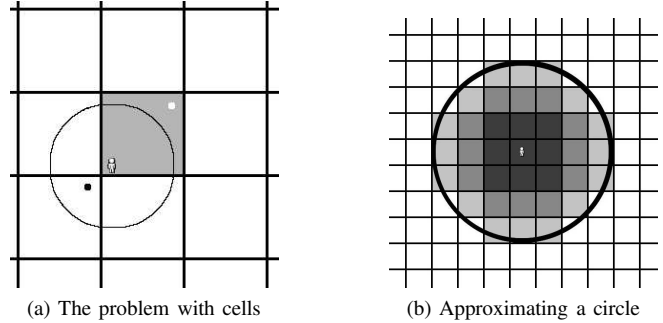 (a) The problem with cells
(b) Approximating a circle